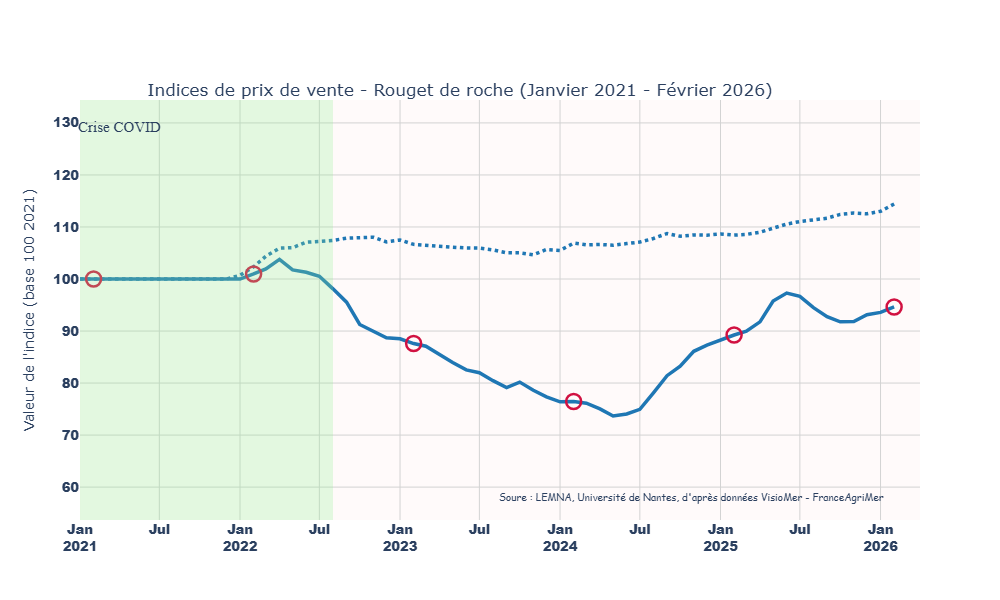 Indices de prix de vente - Rouget de roche (Janvier 2021 - Février 2026)
Valeur de l'Indice (base 100 2021)
130
Crise COVID
120
110
100
90
80
70
60
Soure : LEMNA, Université de Nantes, d'après données VisioMer - FranceAgriMer
Jan Jul Jan Jul Jan Jul Jan Jul Jan Jul Jan
2021 2022 2023 2024 2025 2026